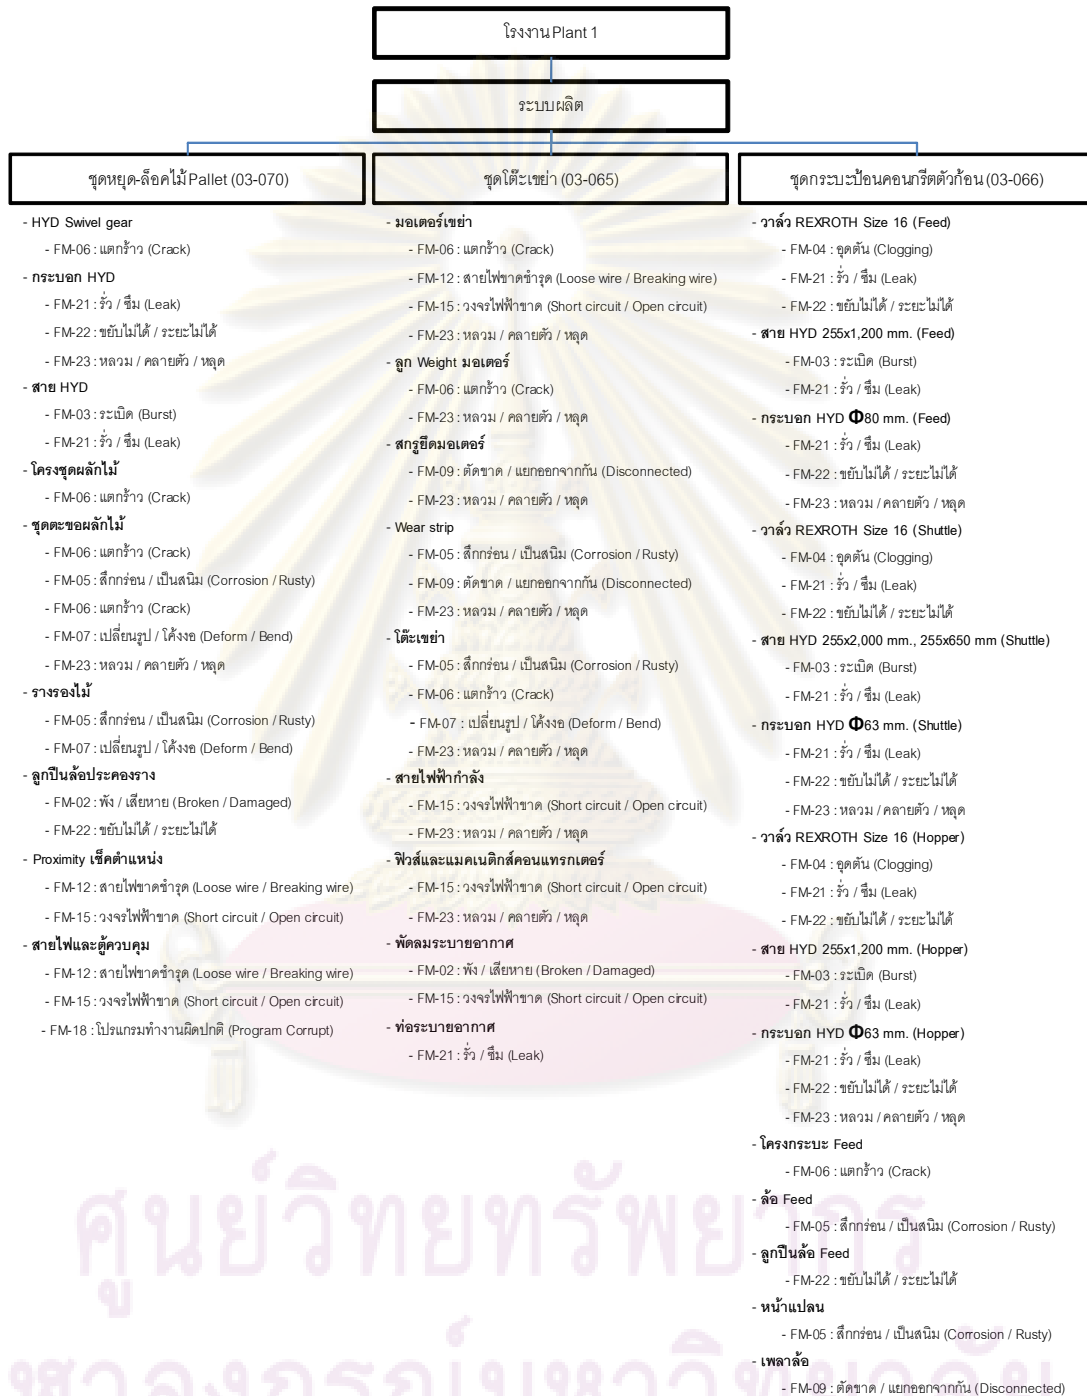 โรงงาน Plant 1
ระบบผลิต
ชุดหยุด-ล็อคไม้ Pallet (03-070)
- HYD Swivel gear
- FM-06 : แตกร้าว (Crack)
- กระบอก HYD
- FM-21 : รั่ว / ซึม (Leak)
- FM-22 : ขยับไม่ได้ / ระยะไม่ได้
- FM-23 : หลวม / คลายตัว / หลุด
- สาย HYD
- FM-03 : ระเบิด (Burst)
- FM-21 : รั่ว / ซึม (Leak)
- โครงชุดผลักไม้
- FM-06 : แตกร้าว (Crack)
- ชุดตะขอผลักไม้
- FM-06 : แตกร้าว (Crack)
- FM-05 : สึกกร่อน / เป็นสนิม (Corrosion / Rusty)
- FM-06 : แตกร้าว (Crack)
- FM-07 : เปลี่ยนรูป / โค้งงอ (Deform / Bend)
- FM-23 : หลวม / คลายตัว / หลุด
- รางรองไม้
- FM-05 : สึกกร่อน / เป็นสนิม (Corrosion / Rusty)
- FM-07 : เปลี่ยนรูป / โค้งงอ (Deform / Bend)
- ลูกปืนล้อประคองราง
- FM-02 : พัง / เสียหาย (Broken / Damaged)
- FM-22 : ขยับไม่ได้ / ระยะไม่ได้
- Proximity เช็คตำแหน่ง
- FM-12 : สายไฟขาดชำรุด (Loose wire / Breaking wire)
- FM-15 : วงจรไฟฟ้าขาด (Short circuit / Open circuit)
- สายไฟและตู้ควบคุม
- FM-12 : สายไฟขาดชำรุด (Loose wire / Breaking wire)
- FM-15 : วงจรไฟฟ้าขาด (Short circuit / Open circuit)
- FM-18 : โปรแกรมทำงานผิดปกติ (Program Corrupt)
ชุดโต๊ะเขย่า (03-065)
- มอเตอร์เขย่า
- FM-06 : แตกร้าว (Crack)
- FM-12 : สายไฟขาดชำรุด (Loose wire / Breaking wire)
- FM-15 : วงจรไฟฟ้าขาด (Short circuit / Open circuit)
- FM-23 : หลวม / คลายตัว / หลุด
- ลูก Weight มอเตอร์
- FM-06 : แตกร้าว (Crack)
- FM-23 : หลวม / คลายตัว / หลุด
- สกรูยึดมอเตอร์
- FM-09 : ตัดขาด / แยกออกจากกัน (Disconnected)
- FM-23 : หลวม / คลายตัว / หลุด
- Wear strip
- FM-05 : สึกกร่อน / เป็นสนิม (Corrosion / Rusty)
- FM-09 : ตัดขาด / แยกออกจากกัน (Disconnected)
- FM-23 : หลวม / คลายตัว / หลุด
- โต๊ะเขย่า
- FM-05 : สึกกร่อน / เป็นสนิม (Corrosion / Rusty)
- FM-06 : แตกร้าว (Crack)
- FM-07 : เปลี่ยนรูป / โค้งงอ (Deform / Bend)
- FM-23 : หลวม / คลายตัว / หลุด
- สายไฟฟ้ากำลัง
- FM-15 : วงจรไฟฟ้าขาด (Short circuit / Open circuit)
- FM-23 : หลวม / คลายตัว / หลุด
- ฟิวส์และแมคเนติกส์คอนแทรกเตอร์
- FM-15 : วงจรไฟฟ้าขาด (Short circuit / Open circuit)
- FM-23 : หลวม / คลายตัว / หลุด
- พัดลมระบายอากาศ
- FM-02 : พัง / เสียหาย (Broken / Damaged)
- FM-15 : วงจรไฟฟ้าขาด (Short circuit / Open circuit)
- ท่อระบายอากาศ
- FM-21 : รั่ว / ซึม (Leak)
ชุดกระบะป้อนคอนกรีตตัวก้อน (03-066)
- วาล์ว REXROTH Size 16 (Feed)
- FM-04 : อุดตัน (Clogging)
- FM-21 : รั่ว / ซึม (Leak)
- FM-22 : ขยับไม่ได้ / ระยะไม่ได้
- สาย HYD 255x1,200 mm. (Feed)
- FM-03 : ระเบิด (Burst)
- FM-21 : รั่ว / ซึม (Leak)
- กระบอก HYD Φ80 mm. (Feed)
- FM-21 : รั่ว / ซึม (Leak)
- FM-22 : ขยับไม่ได้ / ระยะไม่ได้
- FM-23 : หลวม / คลายตัว / หลุด
- วาล์ว REXROTH Size 16 (Shuttle)
- FM-04 : อุดตัน (Clogging)
- FM-21 : รั่ว / ซึม (Leak)
- FM-22 : ขยับไม่ได้ / ระยะไม่ได้
- สาย HYD 255x2,000 mm., 255x650 mm (Shuttle)
- FM-03 : ระเบิด (Burst)
- FM-21 : รั่ว / ซึม (Leak)
- กระบอก HYD Φ63 mm. (Shuttle)
- FM-21 : รั่ว / ซึม (Leak)
- FM-22 : ขยับไม่ได้ / ระยะไม่ได้
- FM-23 : หลวม / คลายตัว / หลุด
- วาล์ว REXROTH Size 16 (Hopper)
- FM-04 : อุดตัน (Clogging)
- FM-21 : รั่ว / ซึม (Leak)
- FM-22 : ขยับไม่ได้ / ระยะไม่ได้
- สาย HYD 255x1,200 mm. (Hopper)
- FM-03 : ระเบิด (Burst)
- FM-21 : รั่ว / ซึม (Leak)
- กระบอก HYD Φ63 mm. (Hopper)
- FM-21 : รั่ว / ซึม (Leak)
- FM-22 : ขยับไม่ได้ / ระยะไม่ได้
- FM-23 : หลวม / คลายตัว / หลุด
- โครงกระบะ Feed
- FM-06 : แตกร้าว (Crack)
- ล้อ Feed
- FM-05 : สึกกร่อน / เป็นสนิม (Corrosion / Rusty)
- ลูกปืนล้อ Feed
- FM-22 : ขยับไม่ได้ / ระยะไม่ได้
- หน้าแปลน
- FM-05 : สึกกร่อน / เป็นสนิม (Corrosion / Rusty)
- เพลาล้อ
- FM-09 : ตัดขาด / แยกออกจากกัน (Disconnected)
ศูนย์วิทยทรัพยากร
จุฬาลงกรณ์มหาวิทยาลัย